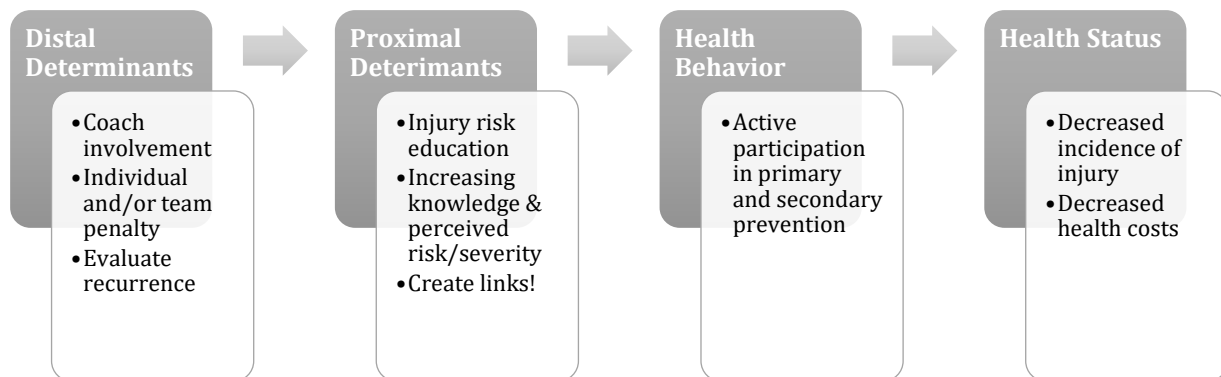 Distal
Determinants
•Coach
involvement
•Individual
and/or team
penalty
•Evaluate
recurrence
Proximal
Deterimants
•Injury risk
education
•Increasing
knowledge &
perceived
risk/severity
•Create links!
Health
Behavior
•Active
participation
in primary
and secondary
prevention
Health Status
•Decreased
incidence of
injury
•Decreased
health costs